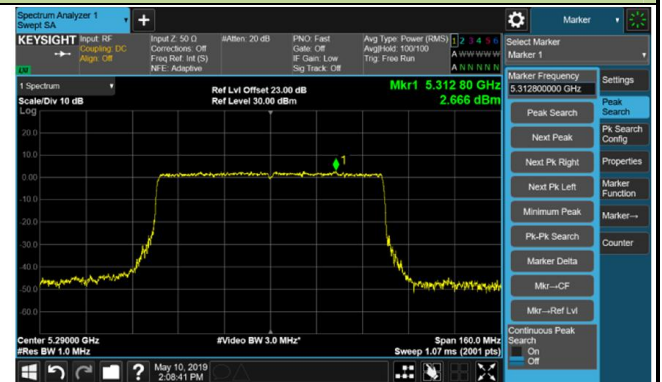 Spectrum Analyzer 1
Swept SA
Marker
KEYSIGHT
Input: RF
Coupling: DC
Align: Off
Input Z: 50 Ω
Corrections: Off
Freq Ref: Int (S)
NFE: Adaptive
#Atten: 20 dB
PNO: Fast
Gate: Off
IF Gain: Low
Sig Track: Off
Avg Type: Power (RMS)
Avg|Hold: 100/100
Trig: Free Run
1 2 3 4 5 6
A W W W W W
A N N N N N
Select Marker
Marker 1
1 Spectrum
Scale/Div 10 dB
Log
Ref Lvl Offset 23.00 dB
Ref Level 30.00 dBm
Mkr1 5.312 80 GHz
2.666 dBm
Marker Frequency
5.312800000 GHz
Peak Search
Next Peak
Next Pk Right
Next Pk Left
Minimum Peak
Pk-Pk Search
Marker Delta
Mkr→CF
Mkr→Ref Lvl
Continuous Peak
Search
On
Off
Settings
Peak
Search
Pk Search
Config
Properties
Marker
Function
Marker→
Counter
20.0
10.0
0.00
-10.0
-20.0
-30.0
-40.0
-50.0
-60.0
1
Center 5.29000 GHz
#Res BW 1.0 MHz
#Video BW 3.0 MHz*
Span 160.0 MHz
Sweep 1.07 ms (2001 pts)
?
May 10, 2019
2:08:41 PM